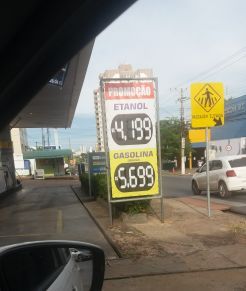 PROMOÇÃO
ETANOL
4,199
GASOLINA
5,699